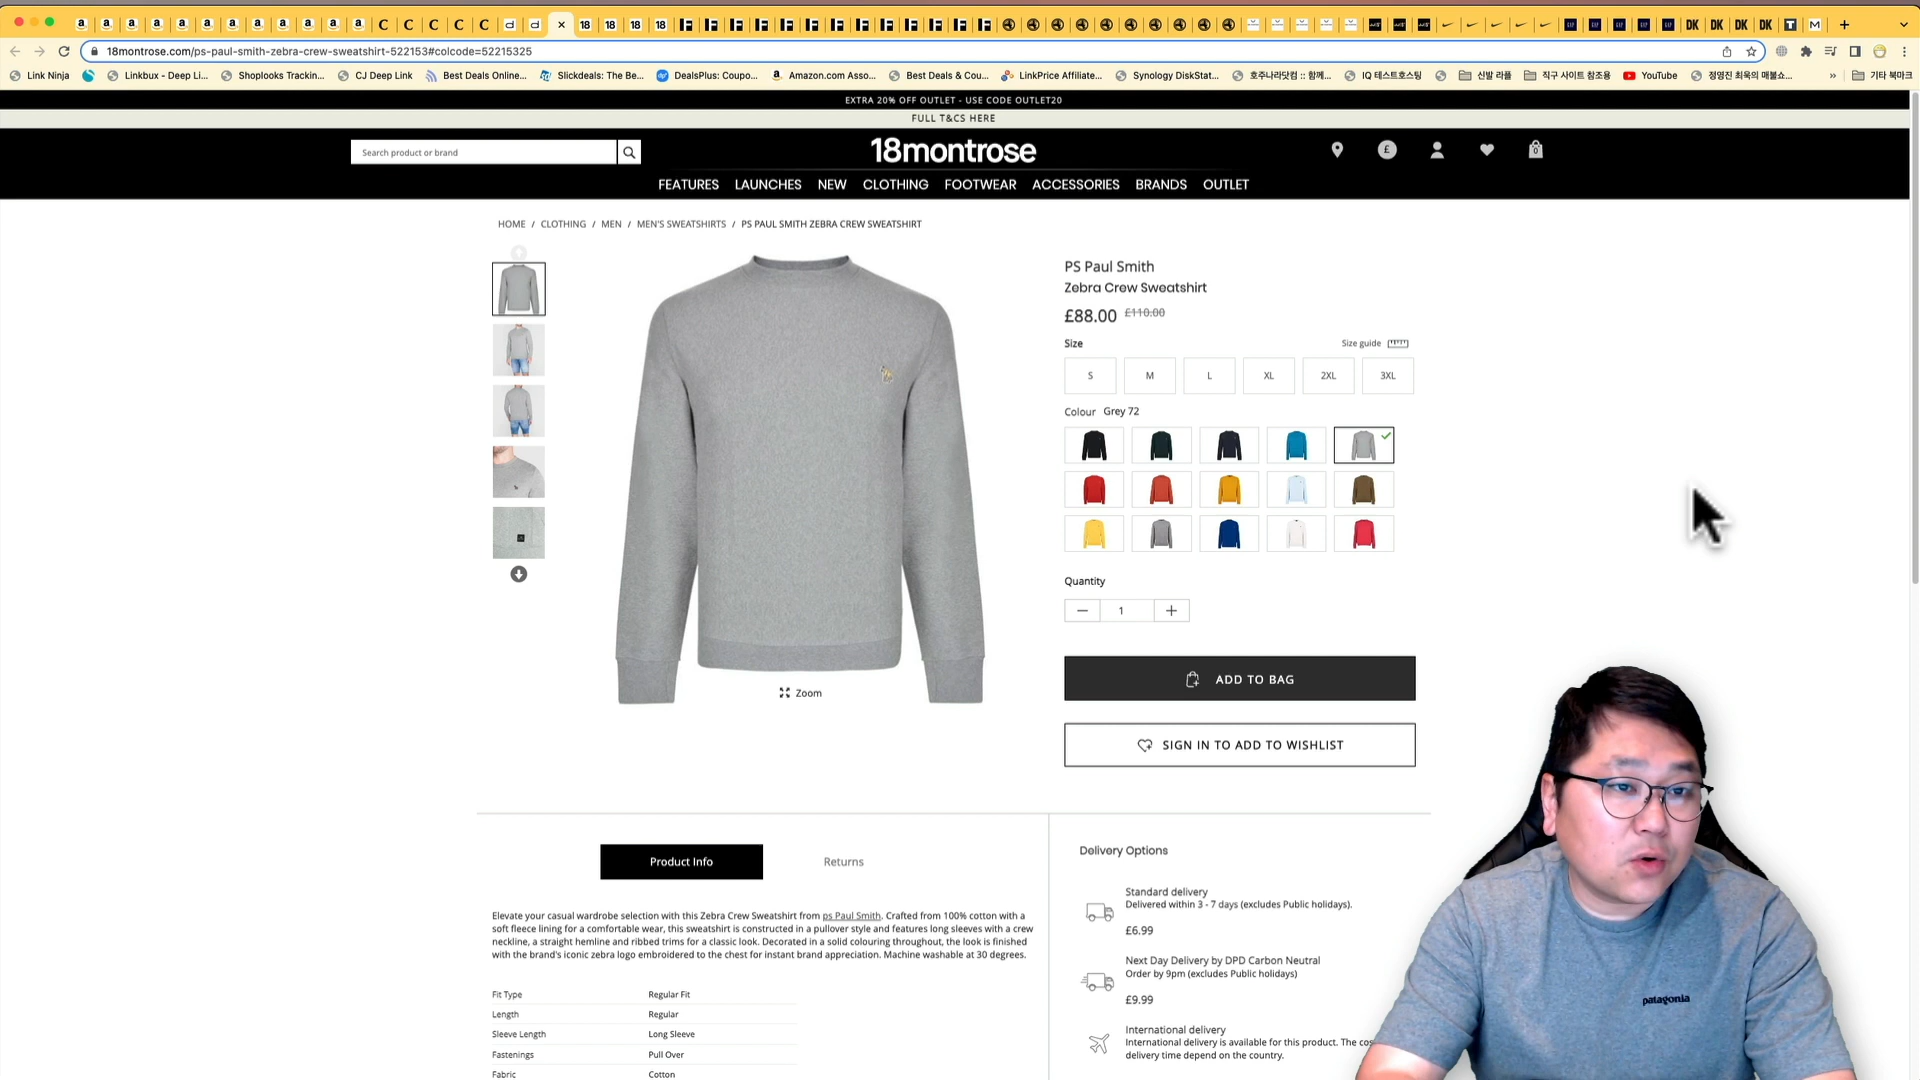 18montrose.com/ps-paul-smith-zebra-crew-sweatshirt-522153#colcode=52215325
Link Ninja
Linkbux - Deep Li...
Shoplooks Trackin...
CJ Deep Link
Best Deals Online...
Slickdeals: The Be...
DealsPlus: Coupo...
Amazon.com Asso...
Best Deals & Cou...
LinkPrice Affiliate...
Synology DiskStat...
호주나라닷컴 :: 함께...
IQ 테스트호스팅
신발 라플
직구 사이트 참조용
YouTube
정영진 최욱의 매불쇼...
기타 북마크
EXTRA 20% OFF OUTLET - USE CODE OUTLET20
FULL T&CS HERE
Search product or brand
18montrose
FEATURES LAUNCHES NEW CLOTHING FOOTWEAR ACCESSORIES BRANDS OUTLET
HOME / CLOTHING / MEN / MEN'S SWEATSHIRTS / PS PAUL SMITH ZEBRA CREW SWEATSHIRT
PS Paul Smith
Zebra Crew Sweatshirt
£88.00 £110.00
Size
Size guide
S M L XL 2XL 3XL
Colour Grey 72
Quantity
1
Zoom
ADD TO BAG
SIGN IN TO ADD TO WISHLIST
Product Info
Returns
Elevate your casual wardrobe selection with this Zebra Crew Sweatshirt from ps Paul Smith. Crafted from 100% cotton with a
soft fleece lining for a comfortable wear, this sweatshirt is constructed in a pullover style and features long sleeves with a crew
neckline, a straight hemline and ribbed trims for a classic look. Decorated in a solid colouring throughout, the look is finished
with the brand's iconic zebra logo embroidered to the chest for instant brand appreciation. Machine washable at 30 degrees.
Fit Type Regular Fit
Length Regular
Sleeve Length Long Sleeve
Fastenings Pull Over
Fabric Cotton
Delivery Options
Standard delivery
Delivered within 3 - 7 days (excludes Public holidays).
£6.99
Next Day Delivery by DPD Carbon Neutral
Order by 9pm (excludes Public holidays)
£9.99
International delivery
International delivery is available for this product. The cos
delivery time depend on the country.
patagonia